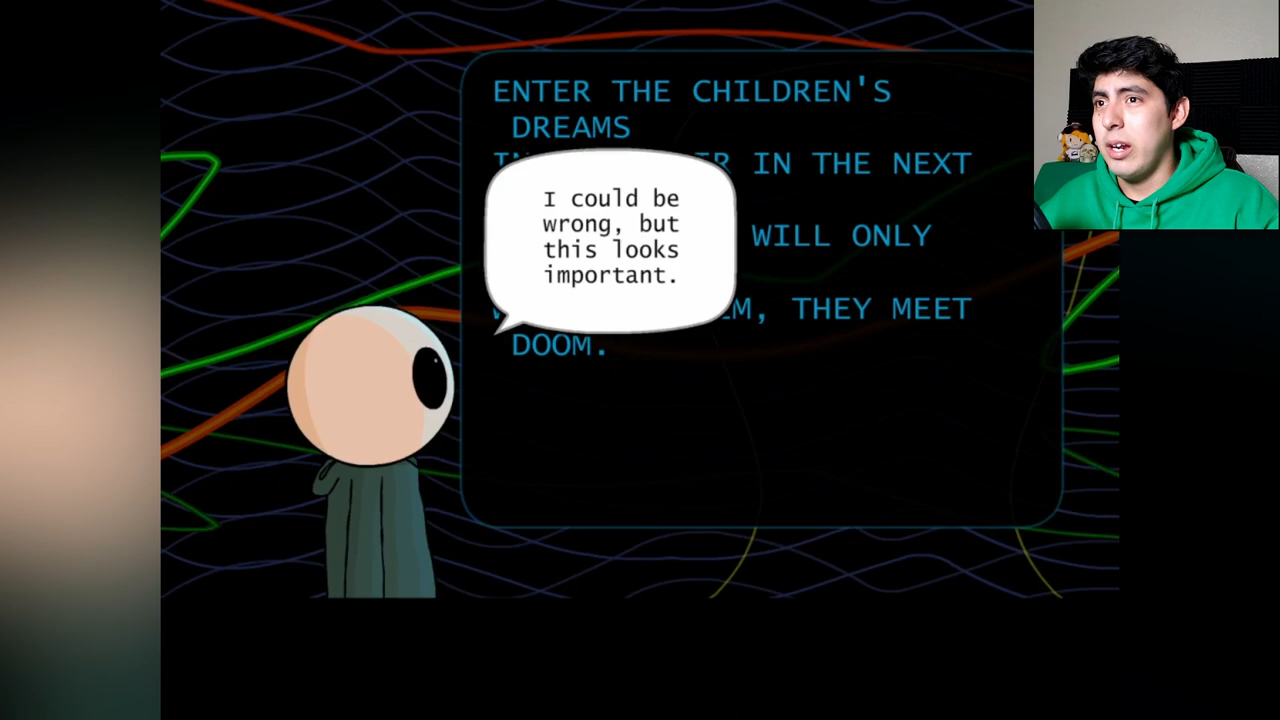 ENTER THE CHILDREN'S
DREAMS
IN THE NEXT
WILL ONLY
THEY MEET
DOOM.
I could be
wrong, but
this looks
important.